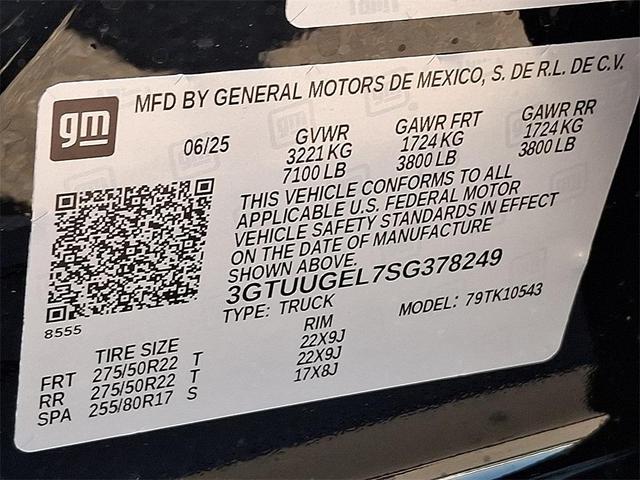 MFD BY GENERAL MOTORS DE MEXICO, S. DE R.L. DE C.V.
gm
06/25 GVWR GAWR FRT GAWR RR
3221 KG 1724 KG 1724 KG
7100 LB 3800 LB 3800 LB
THIS VEHICLE CONFORMS TO ALL
APPLICABLE U.S. FEDERAL MOTOR
VEHICLE SAFETY STANDARDS IN EFFECT
ON THE DATE OF MANUFACTURE
SHOWN ABOVE.
3GTUUGEL7SG378249
TYPE: TRUCK MODEL: 79TK10543
8555
TIRE SIZE RIM
FRT 275/50R22 T 22X9J
RR 275/50R22 T 22X9J
SPA 255/80R17 S 17X8J